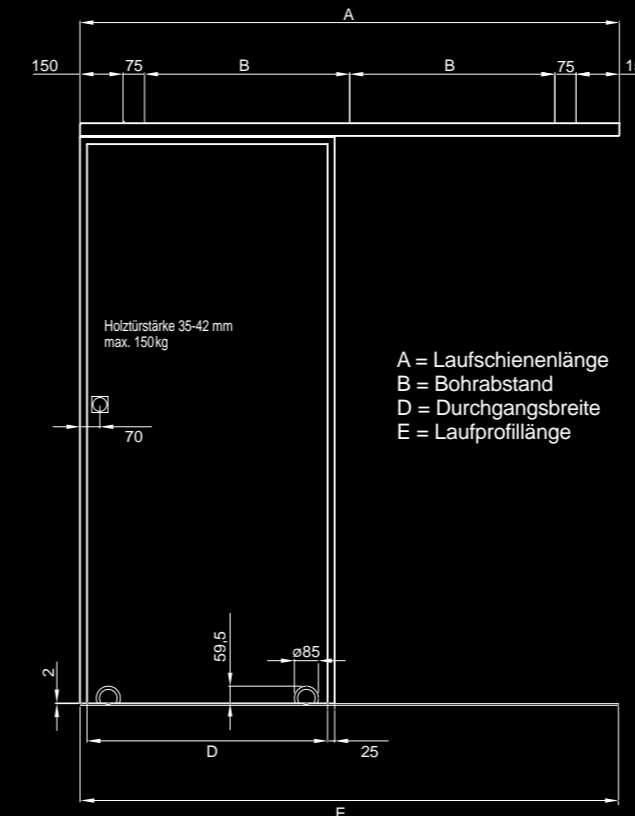 A
150 75 B B 75 15
Holztürstärke 35-42 mm
max. 150kg
A = Laufschienenlänge
B = Bohrabstand
D = Durchgangsbreite
E = Laufprofillänge
70
59,5
ø85
2
D 25
E